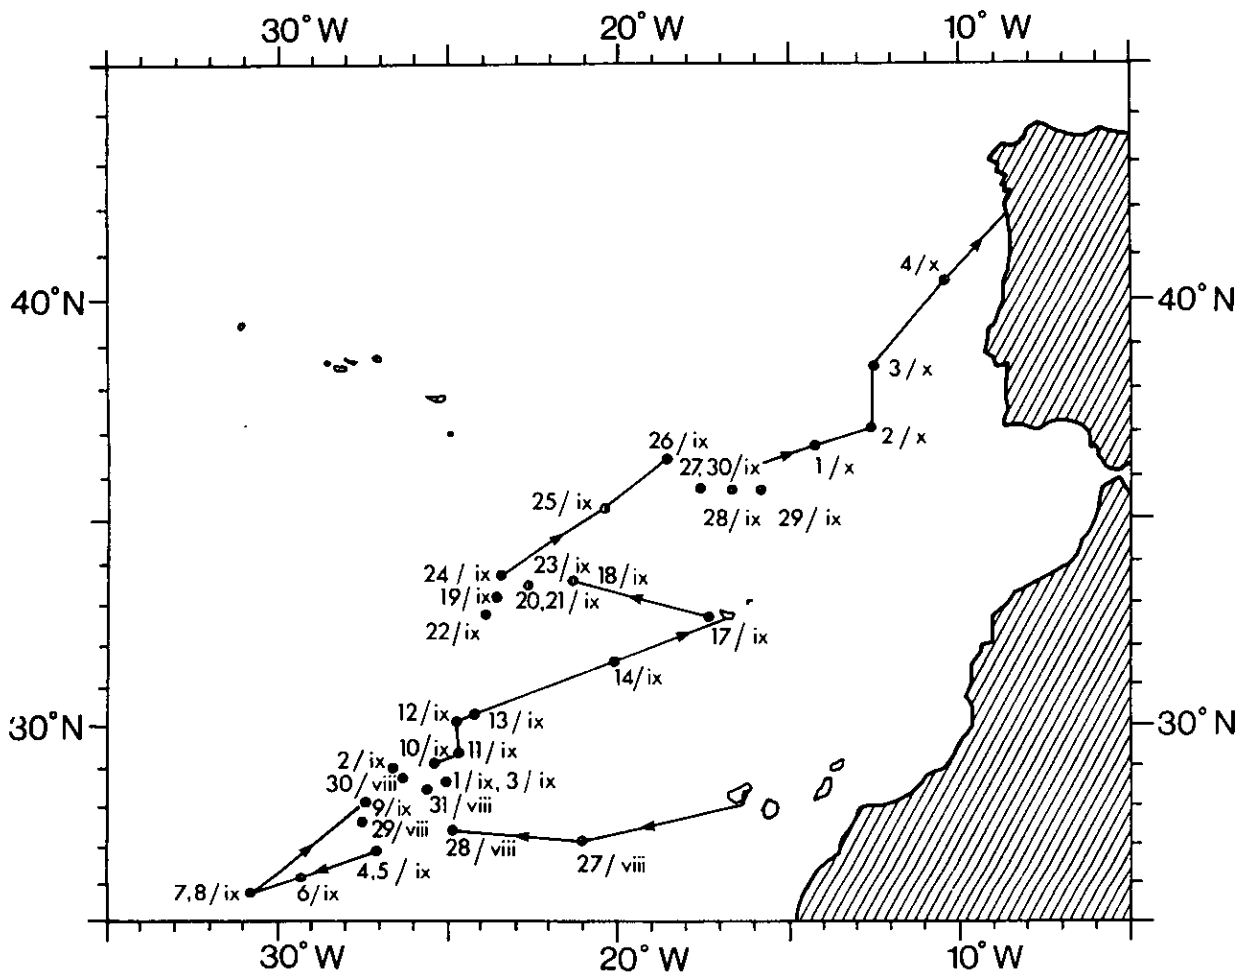 30°W 20°W 10°W
40°N 40°N
4/x
3/x
2/x
26/ix
1/x
27,30/ix
25/ix
28/ix 29/ix
23/ix
24/ix 18/ix
19/ix 20,21/ix
22/ix 17/ix
14/ix
12/ix 13/ix
30°N 30°N
10/ix 11/ix
2/ix
30/viii 1/ix, 3/ix
9/ix 31/viii
29/viii
28/viii 27/viii
4,5/ix
7,8/ix 6/ix
30°W 20°W 10°W